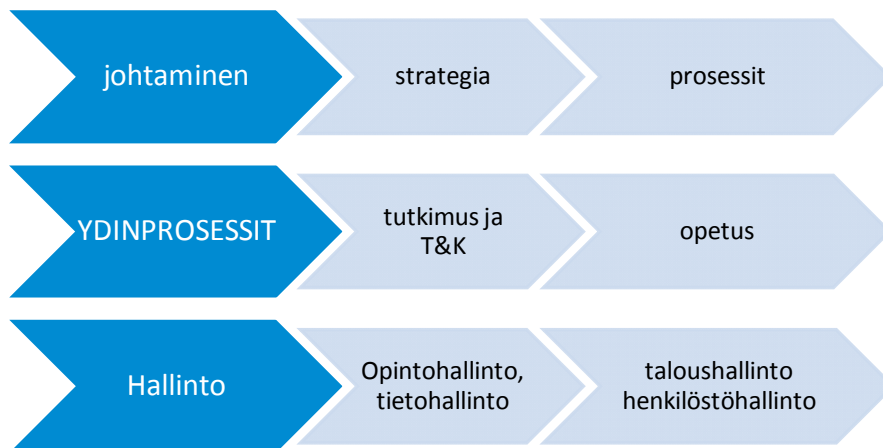 johtaminen
strategia
prosessit
YDINPROSESSIT
tutkimus ja
T&K
opetus
Hallinto
Opintohallinto,
tietohallinto
taloushallinto
henkilöstöhallinto